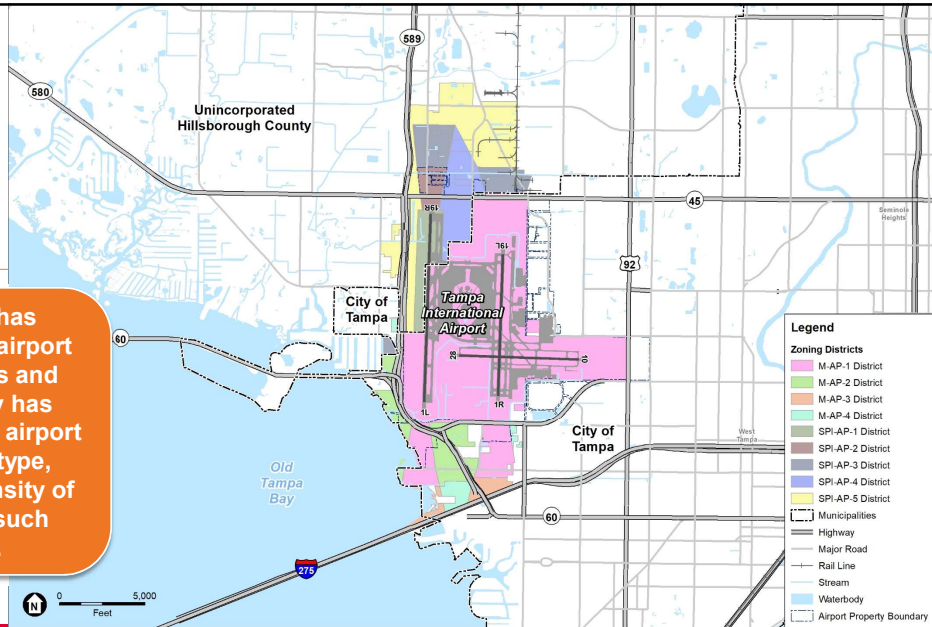 589
580
Unincorporated
Hillsborough County
45
Seminole
Heights
19R
19L
92
City of
Tampa
Tampa
International
Airport
60
28
10
1L
1R
City of
Tampa
West
Tampa
Old
Tampa
Bay
60
275
has
airport
s and
y has
airport
type,
nsity of
such
N
0 5,000
Feet
Legend
Zoning Districts
M-AP-1 District
M-AP-2 District
M-AP-3 District
M-AP-4 District
SPI-AP-1 District
SPI-AP-2 District
SPI-AP-3 District
SPI-AP-4 District
SPI-AP-5 District
Municipalities
Highway
Major Road
Rail Line
Stream
Waterbody
Airport Property Boundary